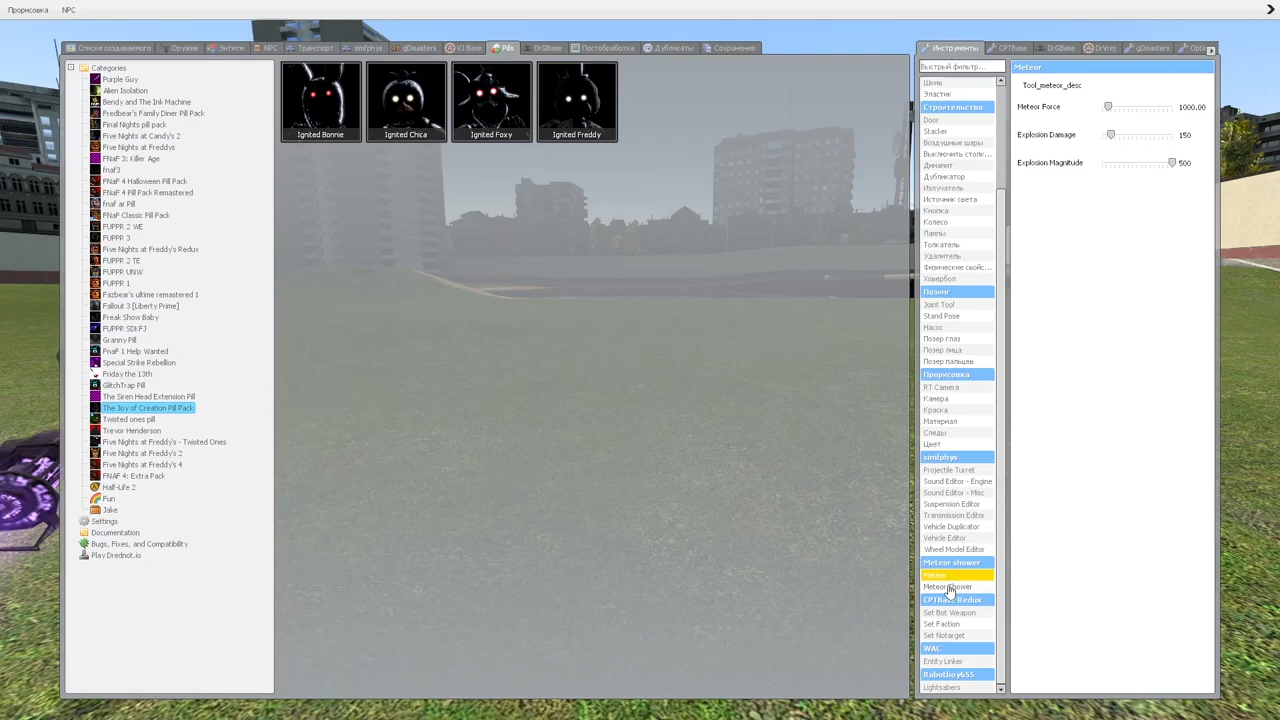 Прорисовка NPC
Списки создаваемого Оружие Энтити NPC Транспорт simfphys gDisasters VJ Base Pills DrGBase Постобработка Дубликаты Сохранения
Инструменты CPTBase DrGBase DrVrej gDisasters Opti
Categories
Purple Guy
Alien Isolation
Bendy and The Ink Machine
Fredbear's Family Diner Pill Pack
Final Nights pill pack
Five Nights at Candy's 2
Five Nights at Freddys
FNaF 3: Killer Age
fnaf3
FNaF 4 Halloween Pill Pack
FNaF 4 Pill Pack Remastered
fnaf ar Pill
FNaF Classic Pill Pack
FUPPR 2 WE
FUPPR 3
Five Nights at Freddy's Redux
FUPPR 2 TE
FUPPR UNW
FUPPR 1
Fazbear's ultime remastered 1
Fallout 3 [Liberty Prime]
Freak Show Baby
FUPPR SDI.FJ
Granny Pill
FnaF 1 Help Wanted
Special Strike Rebellion
Friday the 13th
GlitchTrap Pill
The Siren Head Extension Pill
The Joy of Creation Pill Pack
Twisted ones pill
Trevor Henderson
Five Nights at Freddy's - Twisted Ones
Five Nights at Freddy's 2
Five Nights at Freddy's 4
FNAF 4: Extra Pack
Half-Life 2
Fun
Jake
Settings
Documentation
Bugs, Fixes, and Compatibility
Play Drednot.io
Ignited Bonnie
Ignited Chica
Ignited Foxy
Ignited Freddy
Быстрый фильтр...
Шкив
Эластик
Строительство
Door
Stacker
Воздушные шары
Выключить столк...
Динамит
Дубликатор
Излучатель
Источник света
Кнопка
Колесо
Лампы
Толкатель
Удалитель
Физические свойс...
Ховербол
Позинг
Joint Tool
Stand Pose
Насос
Позер глаз
Позер лица
Позер пальцев
Прорисовка
RT Camera
Камера
Краска
Материал
Следы
Цвет
simfphys
Projectile Turret
Sound Editor - Engine
Sound Editor - Misc
Suspension Editor
Transmission Editor
Vehicle Duplicator
Vehicle Editor
Wheel Model Editor
Meteor shower
Meteor
Meteor Shower
CPTBase Redux
Set Bot Weapon
Set Faction
Set Notarget
WAC
Entity Linker
Robotboy655
Lightsabers
Meteor
Tool_meteor_desc
Meteor Force 1000.00
Explosion Damage 150
Explosion Magnitude 500